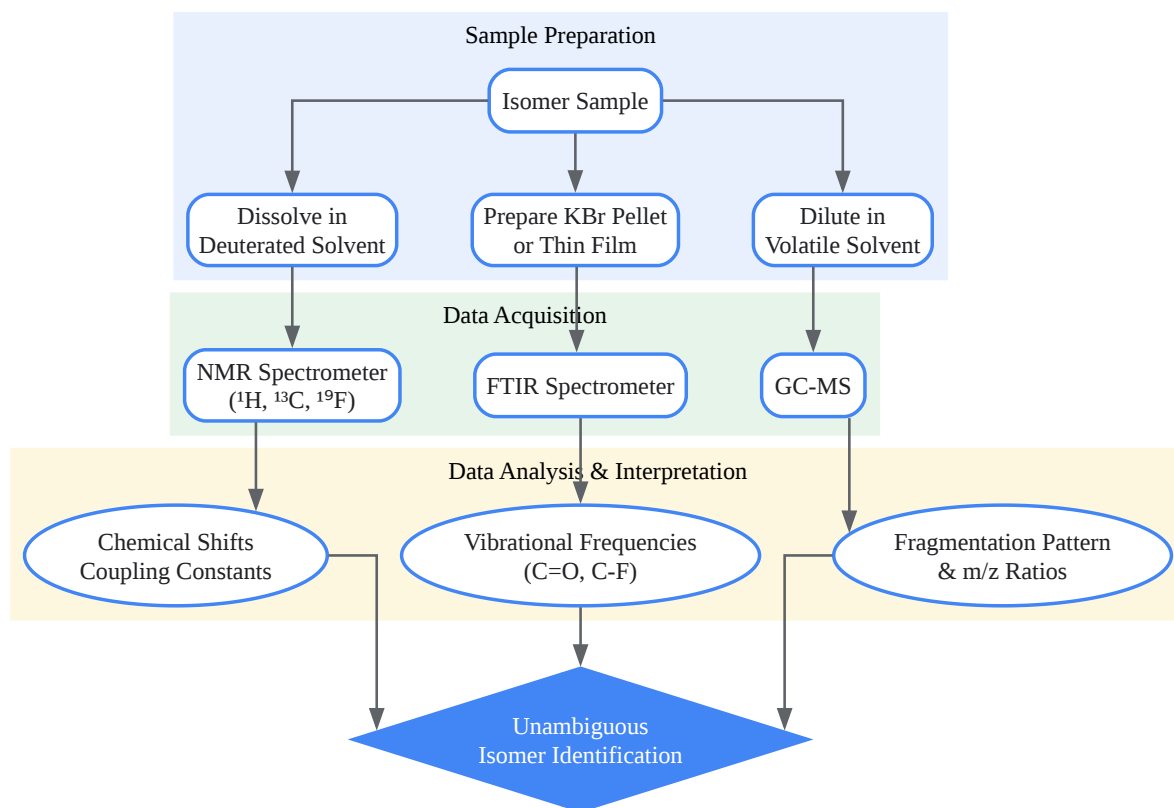 Sample Preparation
Isomer Sample
Dissolve in
Deuterated Solvent
Prepare KBr Pellet
or Thin Film
Dilute in
Volatile Solvent
Data Acquisition
NMR Spectrometer
(¹H, ¹³C, ¹⁹F)
FTIR Spectrometer
GC-MS
Data Analysis & Interpretation
Chemical Shifts
Coupling Constants
Vibrational Frequencies
(C=O, C-F)
Fragmentation Pattern
& m/z Ratios
Unambiguous
Isomer Identification